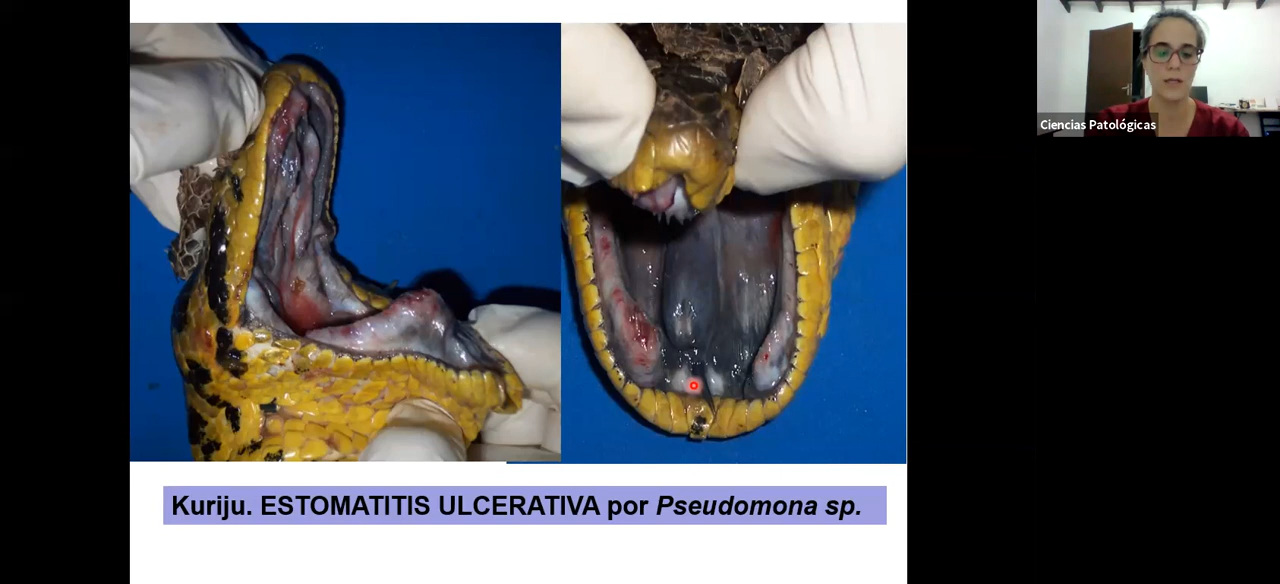 Ciencias Patológicas
Kuriju. ESTOMATITIS ULCERATIVA por Pseudomona sp.